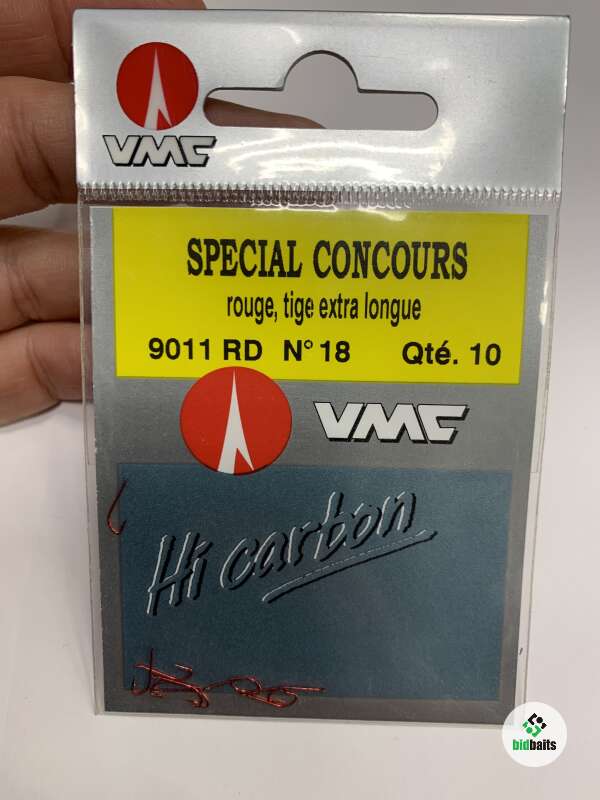 VMC
SPECIAL CONCOURS
rouge, tige extra longue
9011 RD N° 18 Qté. 10
VMC
Hi carbon
bidbaits